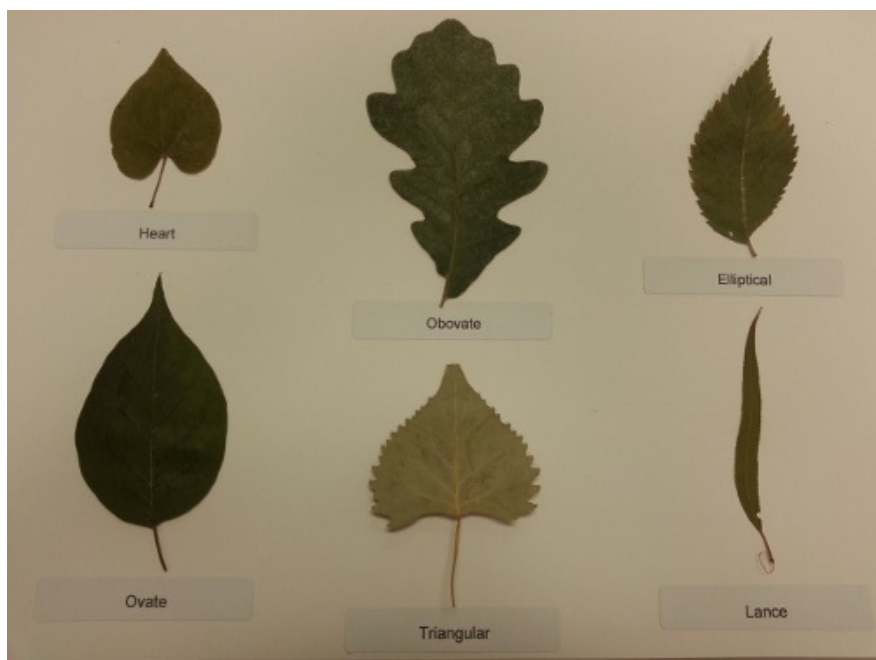 Heart
Obovate
Elliptical
Ovate
Triangular
Lance